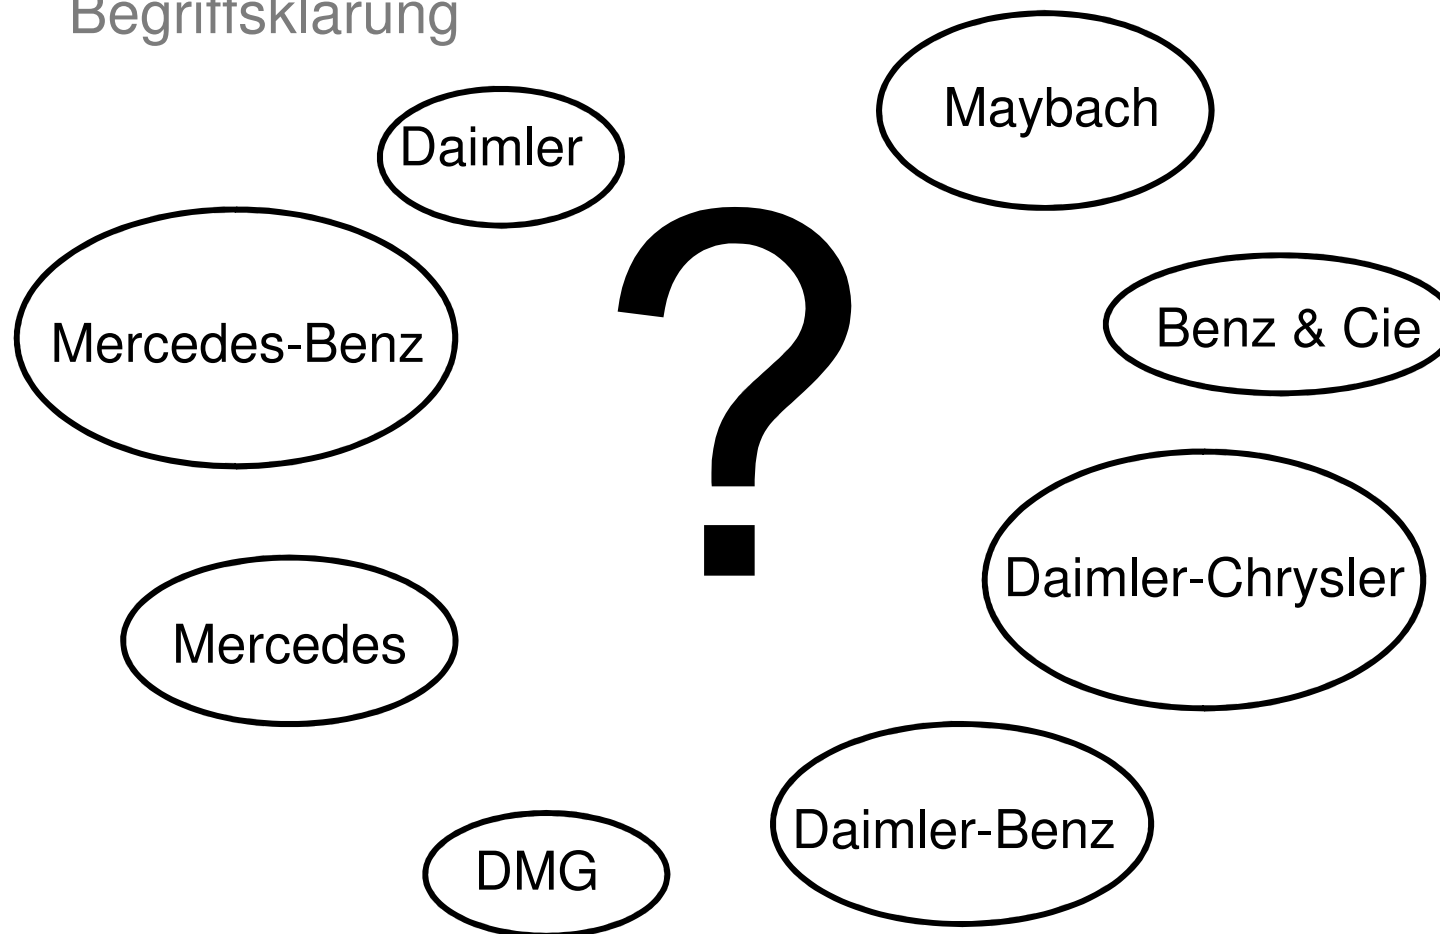 Begriffsklärung
Maybach
Daimler
Benz & Cie
Mercedes-Benz
?
Daimler-Chrysler
Mercedes
Daimler-Benz
DMG